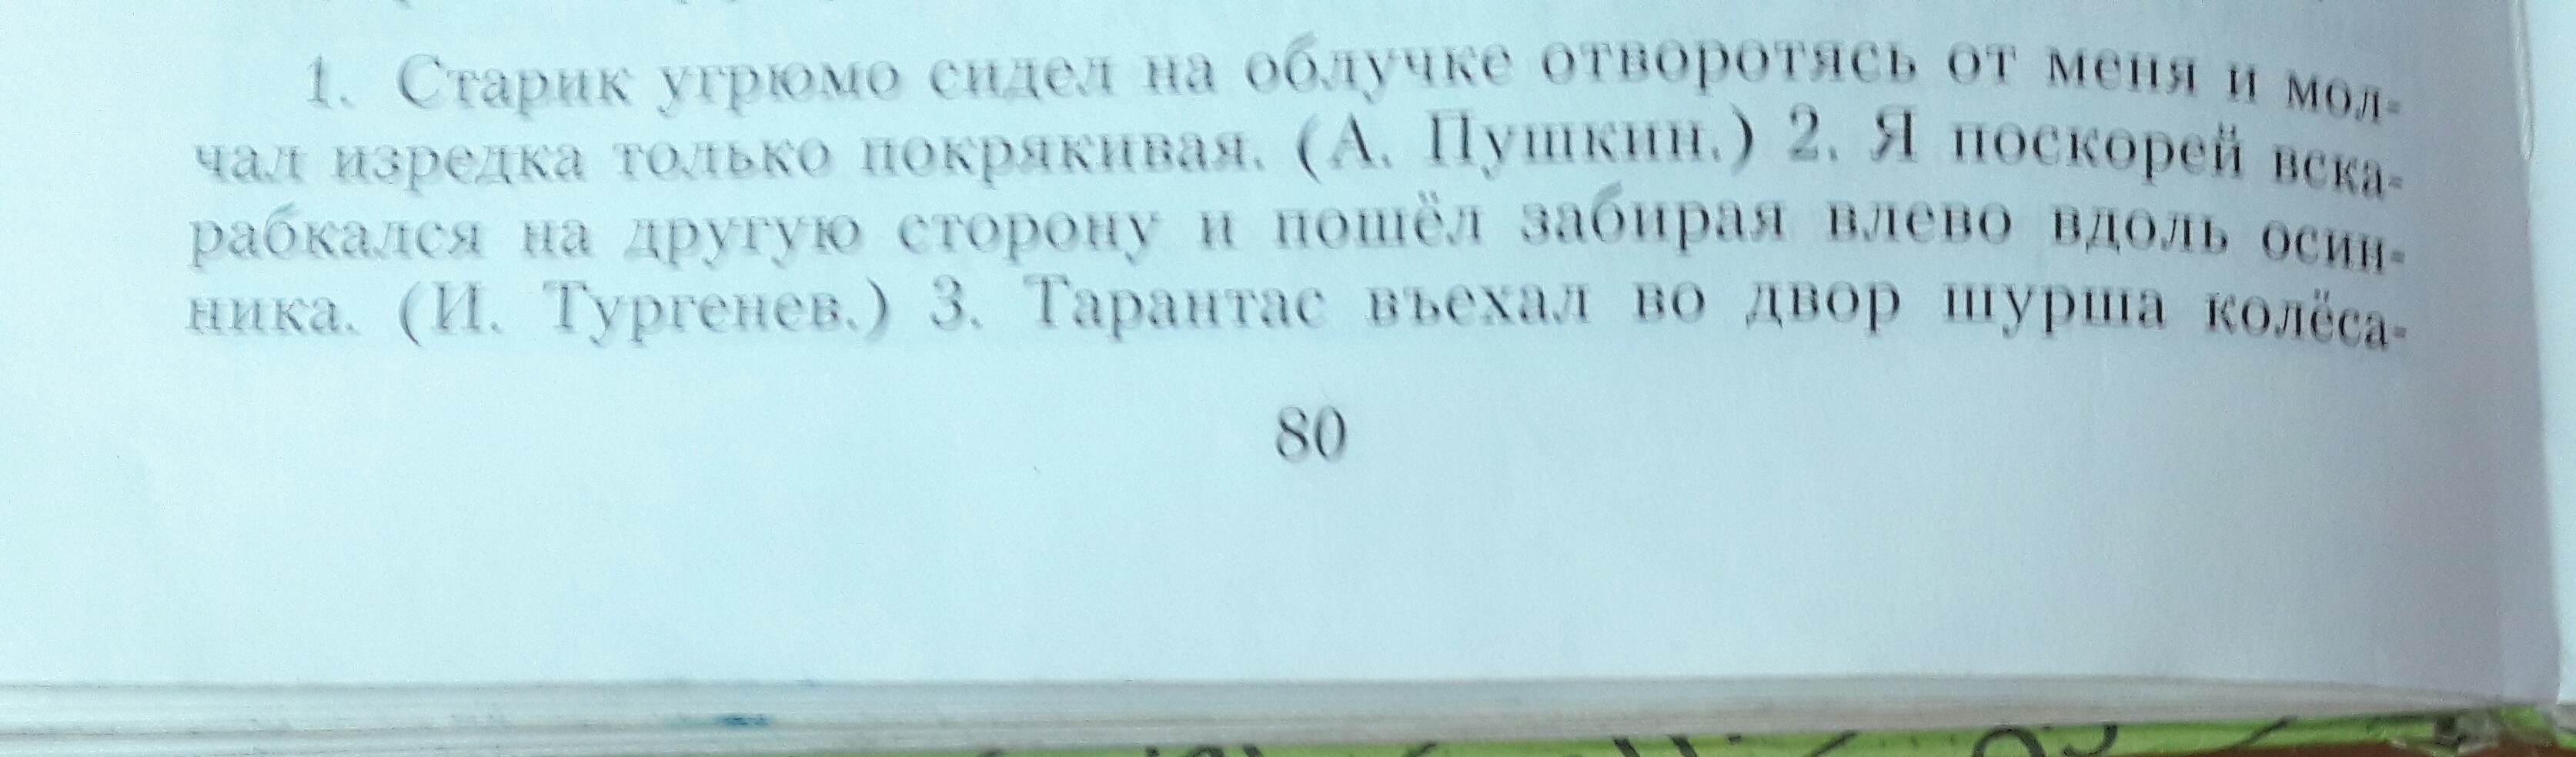 1. Старик угрюмо сидел на облучке отворотясь от меня и мол-
чал изредка только покрякивая. (А. Пушкин.) 2. Я поскорей вска-
рабкался на другую сторону и пошёл забирая влево вдоль осин-
ника. (И. Тургенев.) 3. Тарантас въехал во двор шурша колёса-
80